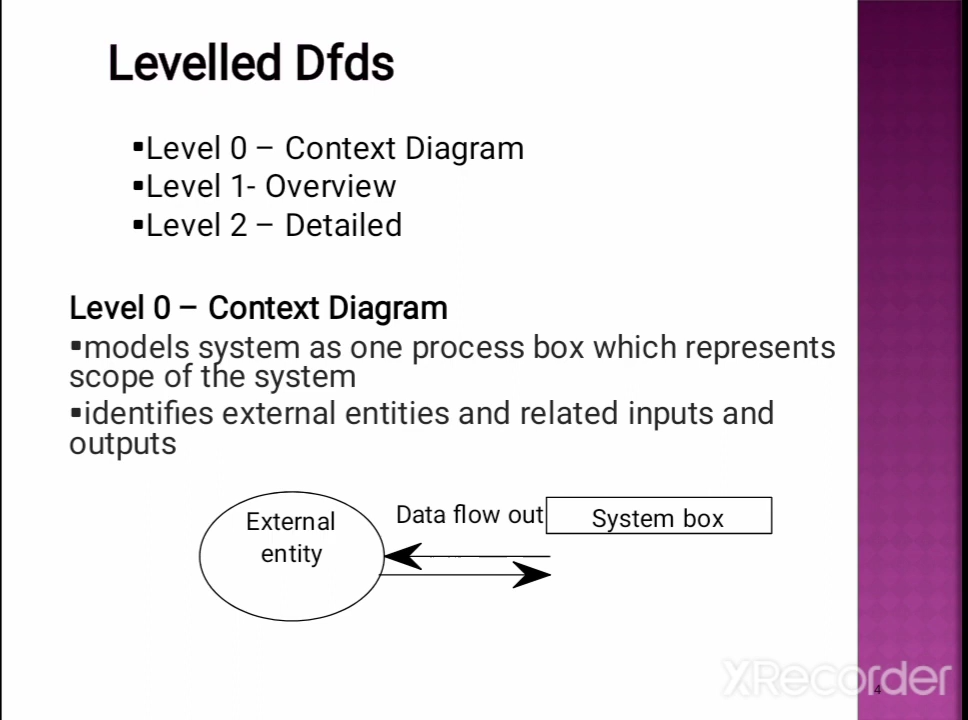 Levelled Dfds
▪Level 0 – Context Diagram
▪Level 1- Overview
▪Level 2 – Detailed
Level 0 – Context Diagram
▪models system as one process box which represents
scope of the system
▪identifies external entities and related inputs and
outputs
External
entity
Data flow out
System box
XRecorder
4